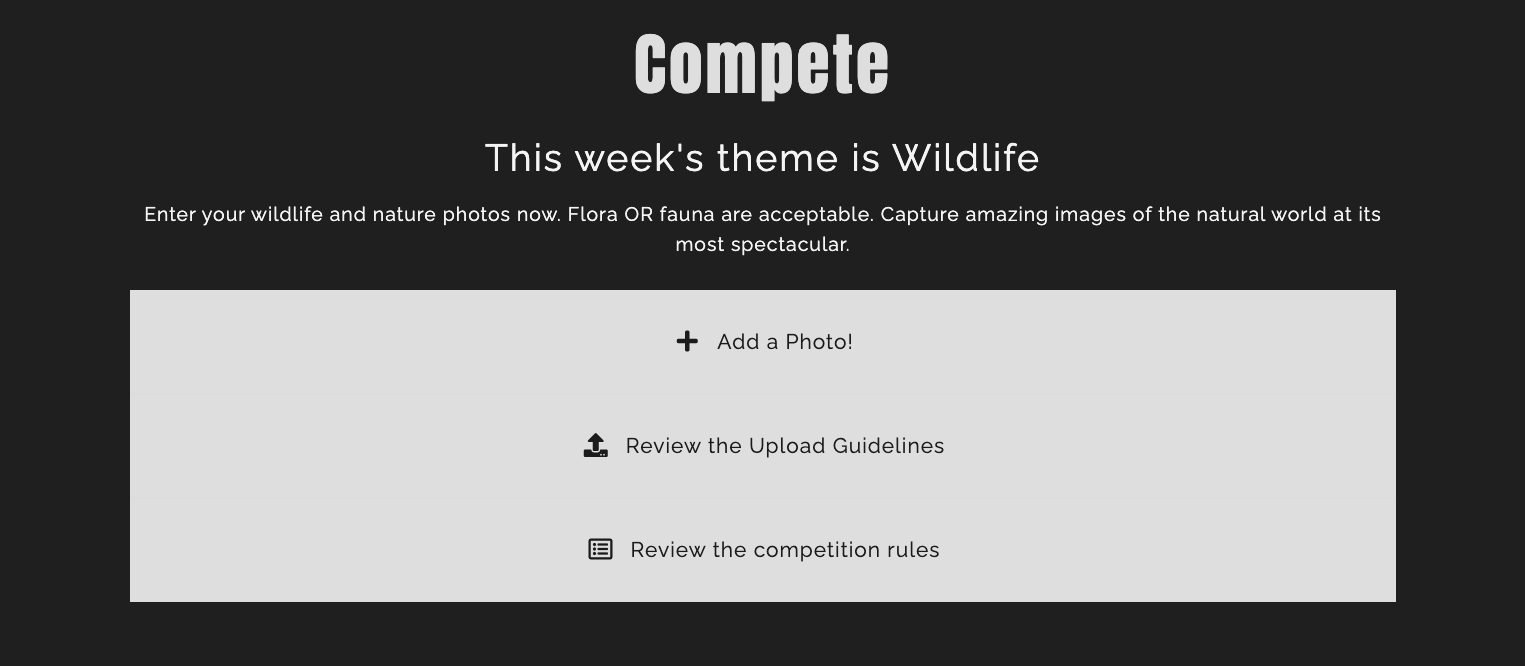 Compete
This week's theme is Wildlife
Enter your wildlife and nature photos now. Flora OR fauna are acceptable. Capture amazing images of the natural world at its
most spectacular.
Add a Photo!
Review the Upload Guidelines
Review the competition rules